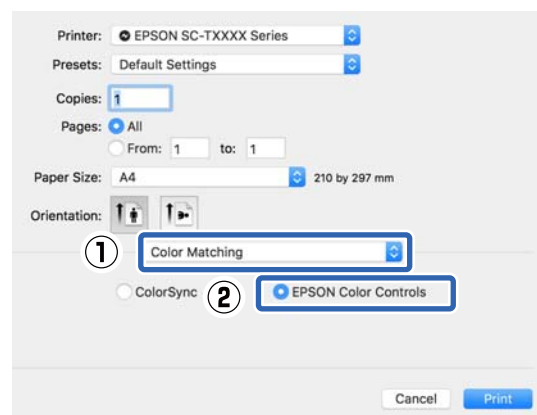 Printer: EPSON SC-TXXXX Series
Presets: Default Settings
Copies: 1
Pages: All
From: 1 to: 1
Paper Size: A4 210 by 297 mm
Orientation:
1 Color Matching
ColorSync 2 EPSON Color Controls
Cancel Print